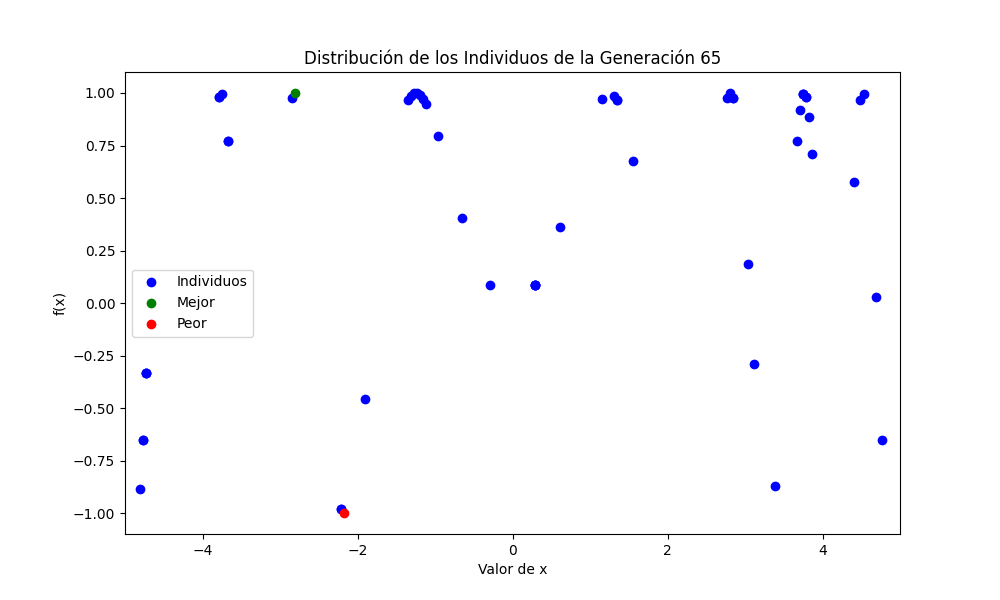 Distribución de los Individuos de la Generación 65
1.00
0.75
0.50
0.25
0.00
−0.25
−0.50
−0.75
−1.00
f(x)
Individuos
Mejor
Peor
−4
−2
0
2
4
Valor de x